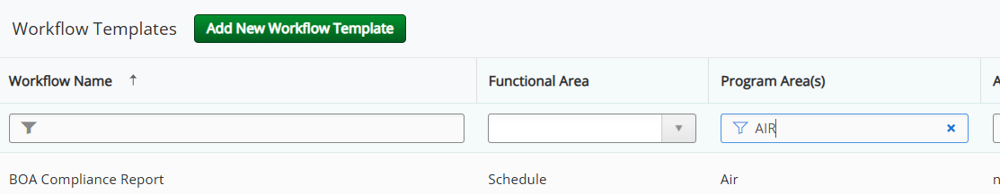 Workflow Templates Add New Workflow Template
Workflow Name ↑ Functional Area Program Area(s) A
AIR ×
BOA Compliance Report Schedule Air